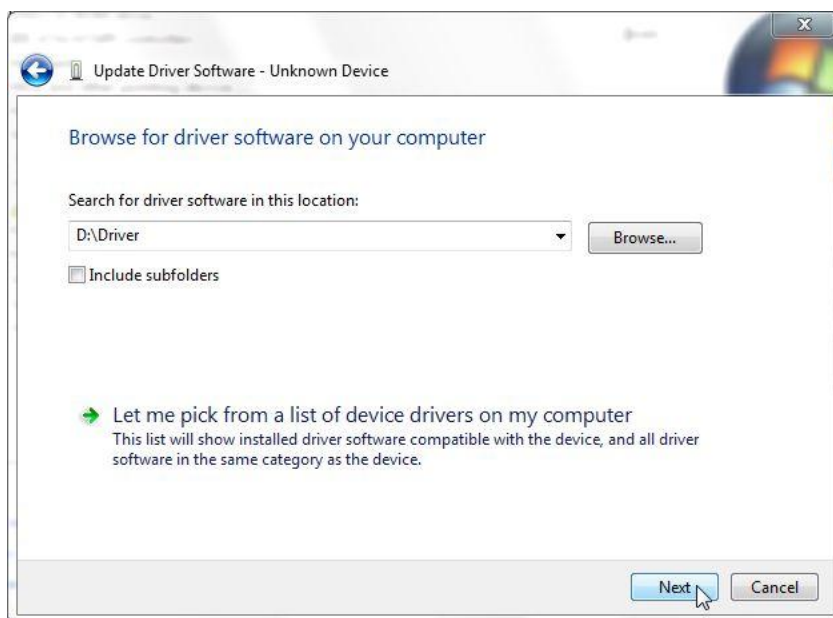 Update Driver Software - Unknown Device
Browse for driver software on your computer
Search for driver software in this location:
D:\Driver
Browse...
Include subfolders
Let me pick from a list of device drivers on my computer
This list will show installed driver software compatible with the device, and all driver
software in the same category as the device.
Next
Cancel